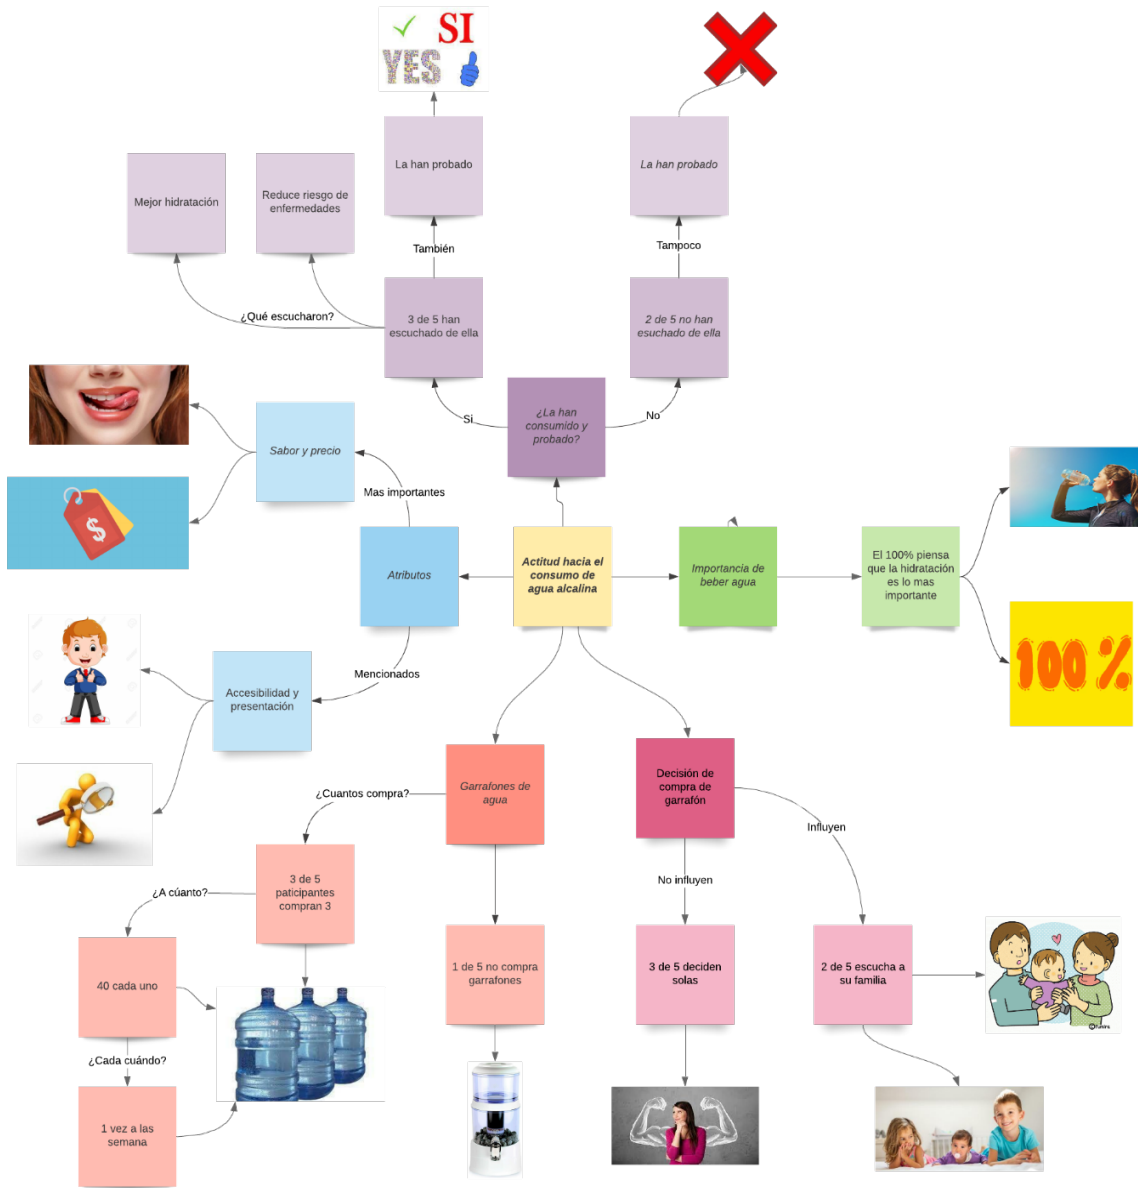 SI
YES
La han probado
La han probado
Mejor hidratación
Reduce riesgo de
enfermedades
También
Tampoco
¿Qué escucharon?
3 de 5 han
escuchado de ella
2 de 5 no han
esuchado de ella
Si
No
¿La han
consumido y
probado?
Sabor y precio
$
Mas importantes
Atributos
Actitud hacia el
consumo de
agua alcalina
Importancia de
beber agua
El 100% piensa
que la hidratación
es lo mas
importante
100 %
Mencionados
Accesibilidad y
presentación
Garrafones de
agua
Decisión de
compra de
garrafón
¿Cuantos compra?
Influyen
No influyen
3 de 5
paticipantes
compran 3
¿A cúanto?
40 cada uno
1 de 5 no compra
garrafones
3 de 5 deciden
solas
2 de 5 escucha a
su familia
¿Cada cuándo?
1 vez a las
semana